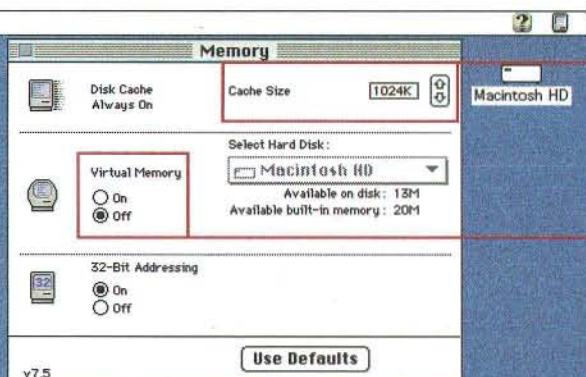 Memory
Disk Cache
Always On
Cache Size
1024K
Macintosh HD
Select Hard Disk:
Macintosh HD
Available on disk: 13M
Available built-in memory: 20M
Virtual Memory
On
Off
32-Bit Addressing
32
On
Off
Use Defaults
v7.5